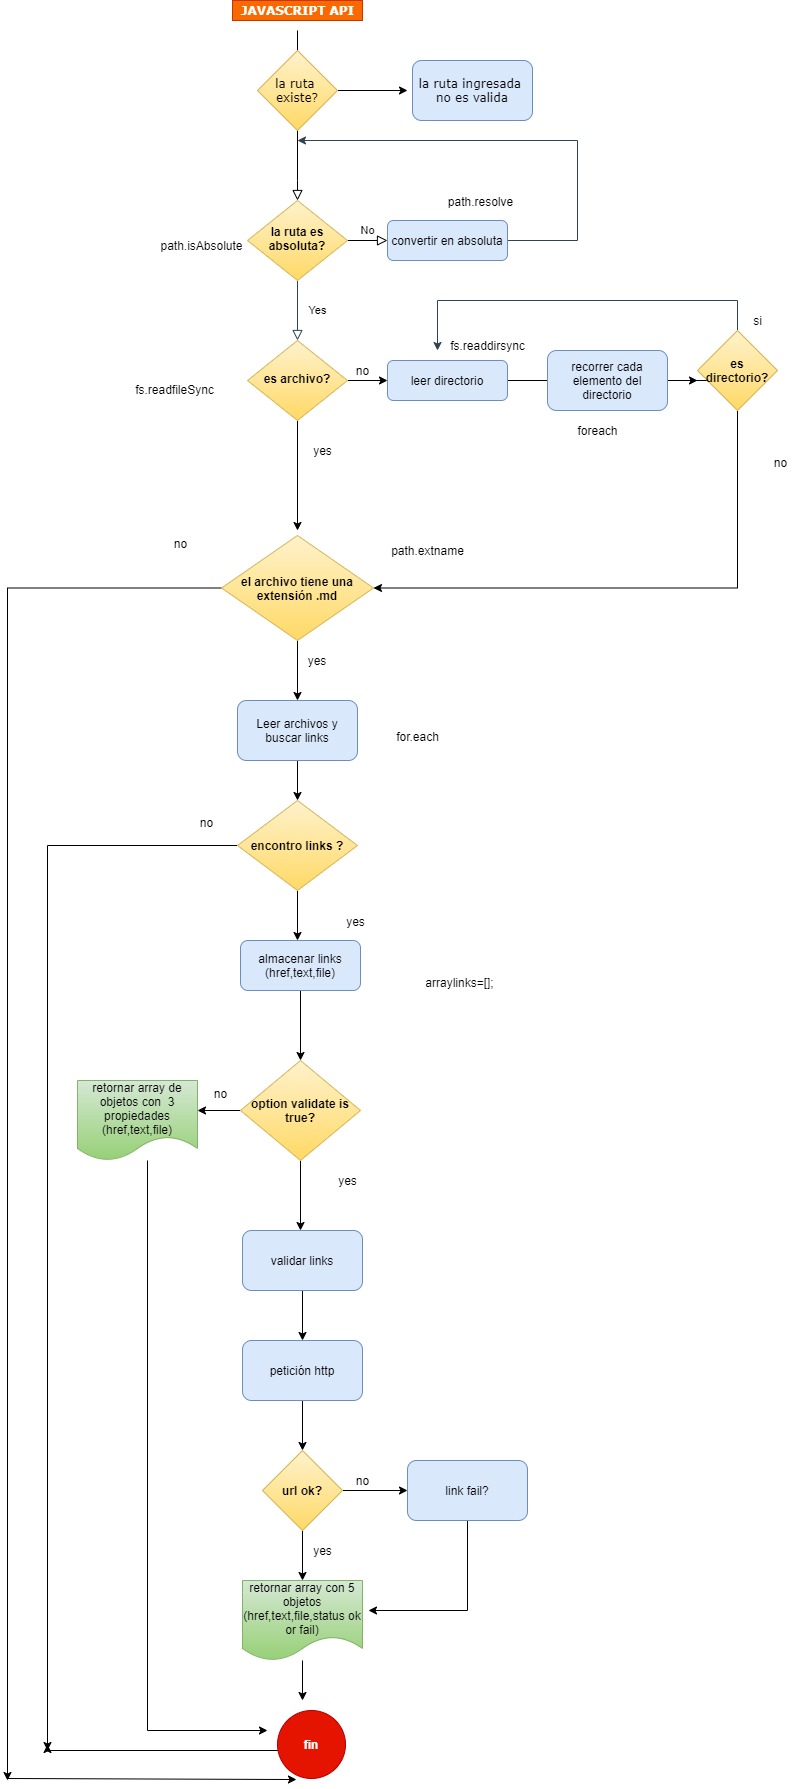 JAVASCRIPT API
la ruta
existe?
la ruta ingresada
no es valida
path.resolve
la ruta es
absoluta?
No
convertir en absoluta
path.isAbsolute
Yes
si
fs.readdirsync
es archivo?
no
leer directorio
recorrer cada
elemento del
directorio
es
directorio?
fs.readfileSync
foreach
yes
no
no
path.extname
el archivo tiene una
extensión .md
yes
Leer archivos y
buscar links
for.each
no
encontro links ?
yes
almacenar links
(href,text,file)
arraylinks=[];
retornar array de
objetos con 3
propiedades
(href,text,file)
no
option validate is
true?
yes
validar links
petición http
url ok?
no
link fail?
yes
retornar array con 5
objetos
(href,text,file,status ok
or fail)
fin